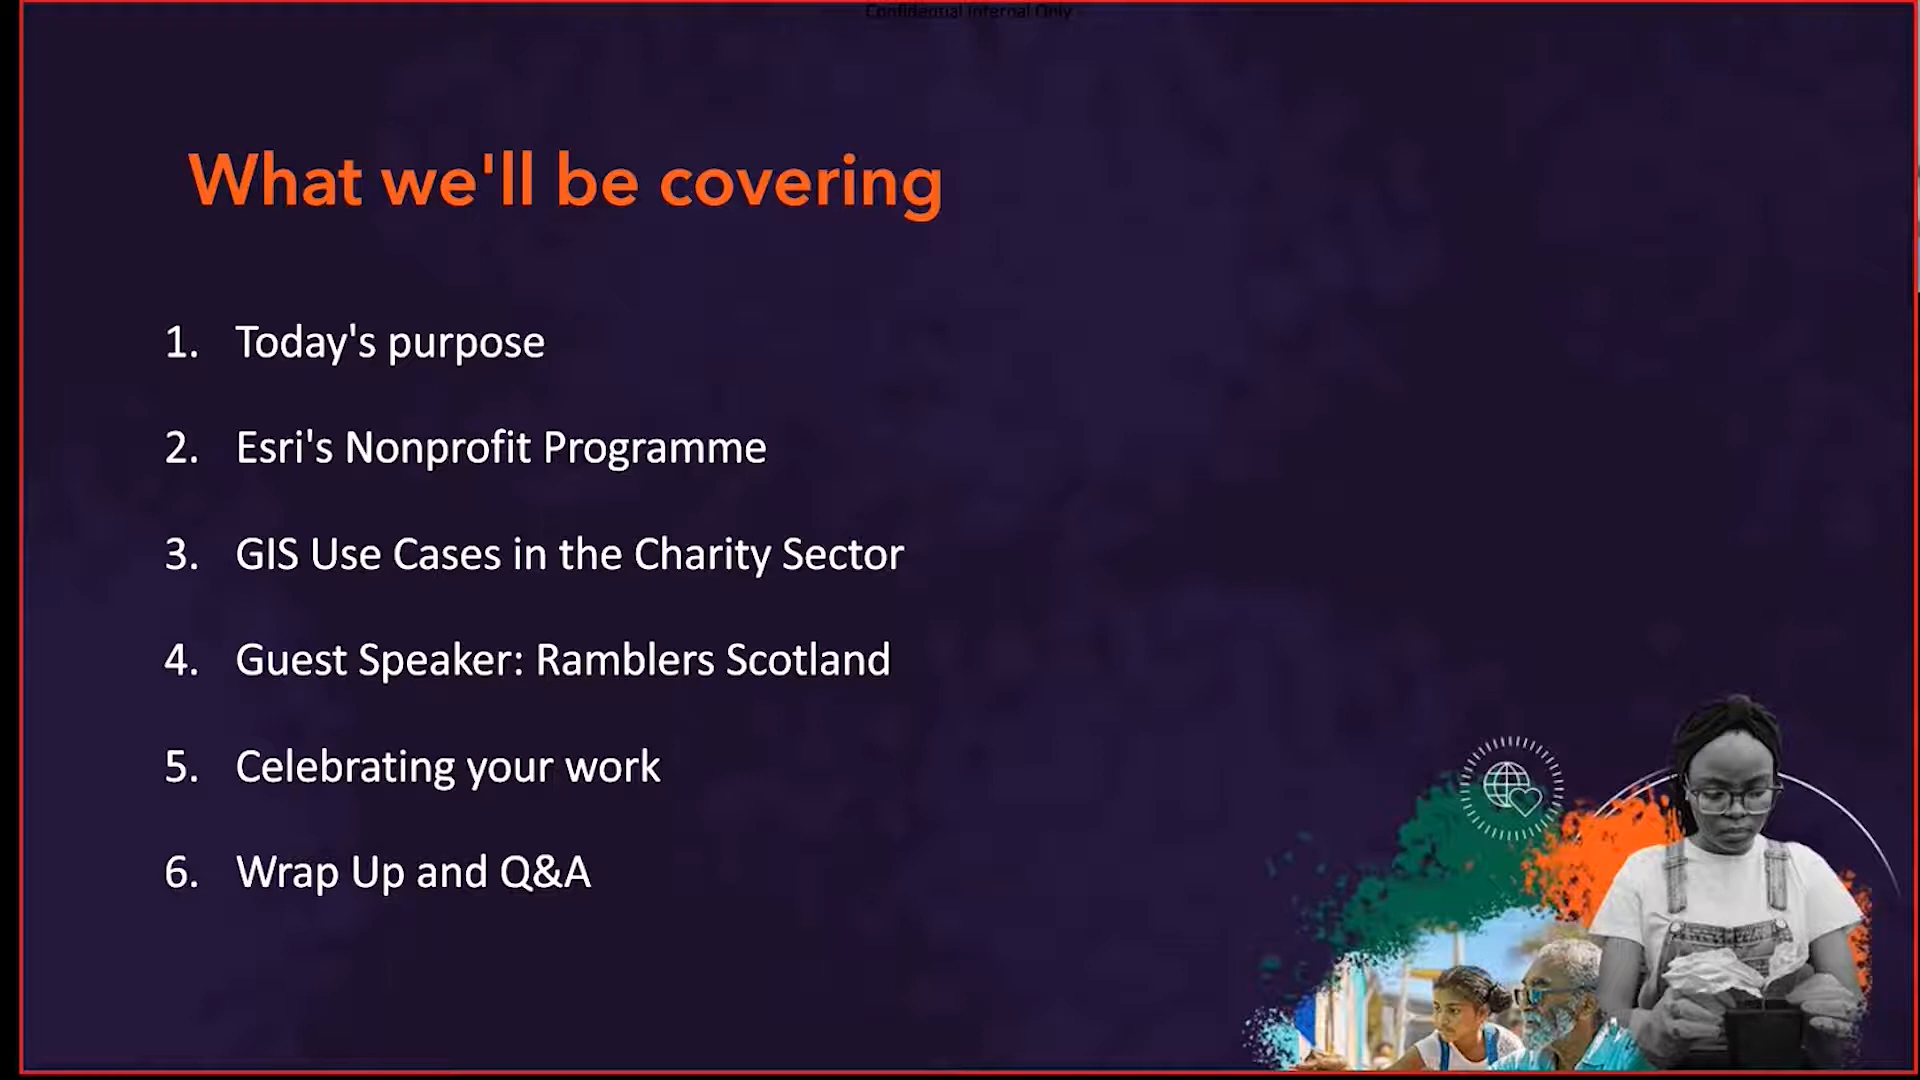 Confidential Internal Only
What we'll be covering
1. Today's purpose
2. Esri's Nonprofit Programme
3. GIS Use Cases in the Charity Sector
4. Guest Speaker: Ramblers Scotland
5. Celebrating your work
6. Wrap Up and Q&A